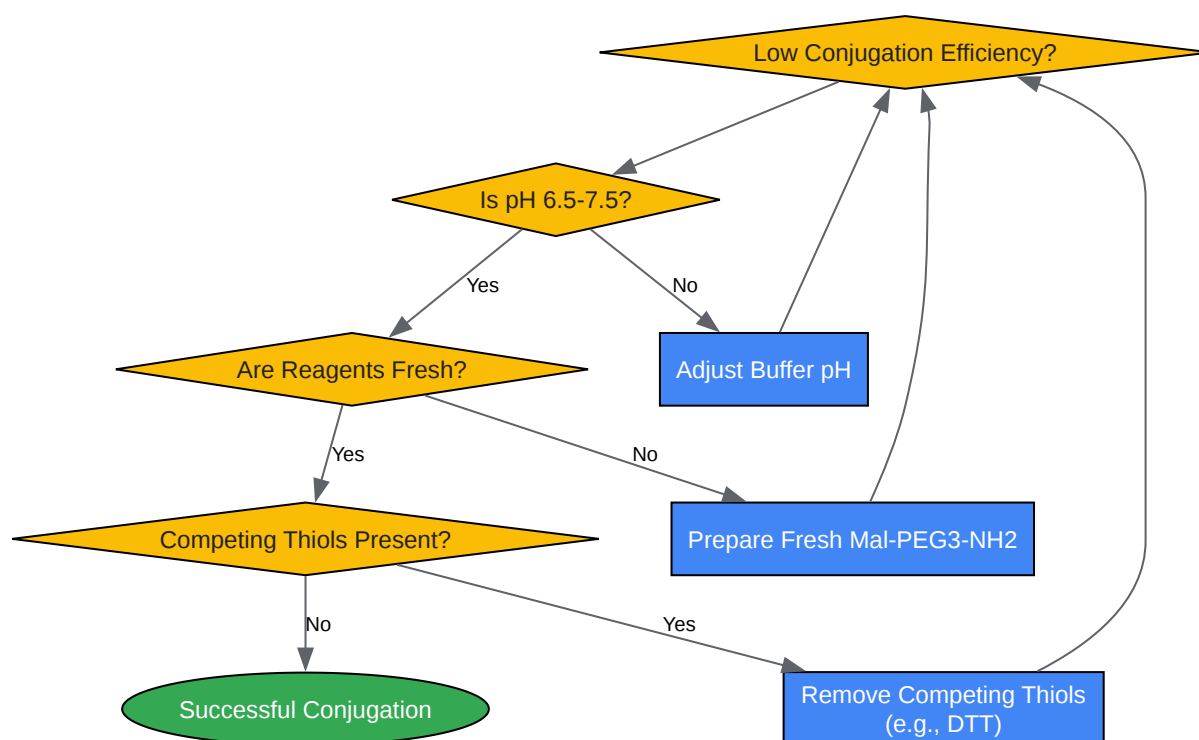 Low Conjugation Efficiency?
Is pH 6.5-7.5?
Yes
No
Are Reagents Fresh?
Adjust Buffer pH
Yes
No
Competing Thiols Present?
Prepare Fresh Mal-PEG3-NH2
No
Yes
Successful Conjugation
Remove Competing Thiols
(e.g., DTT)